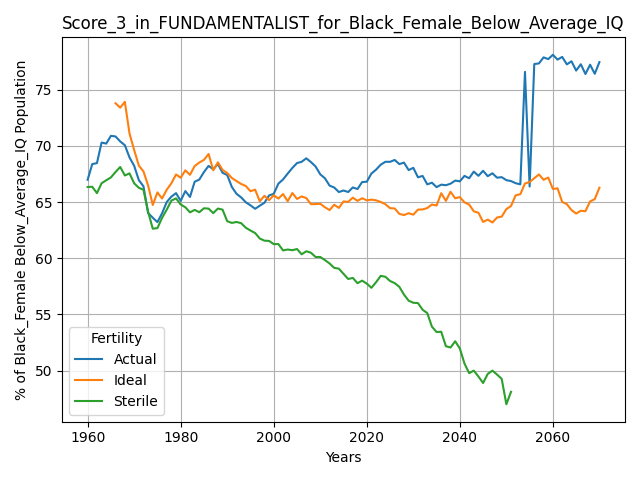 Score_3_in_FUNDAMENTALIST_for_Black_Female_Below_Average_IQ
% of Black_Female Below_Average_IQ Population
75
70
65
60
55
50
Fertility
Actual
Ideal
Sterile
1960
1980
2000
2020
2040
2060
Years